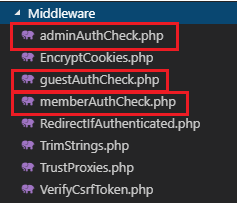 Middleware
adminAuthCheck.php
EncryptCookies.php
guestAuthCheck.php
memberAuthCheck.php
RedirectIfAuthenticated.php
TrimStrings.php
TrustProxies.php
VerifyCsrfToken.php